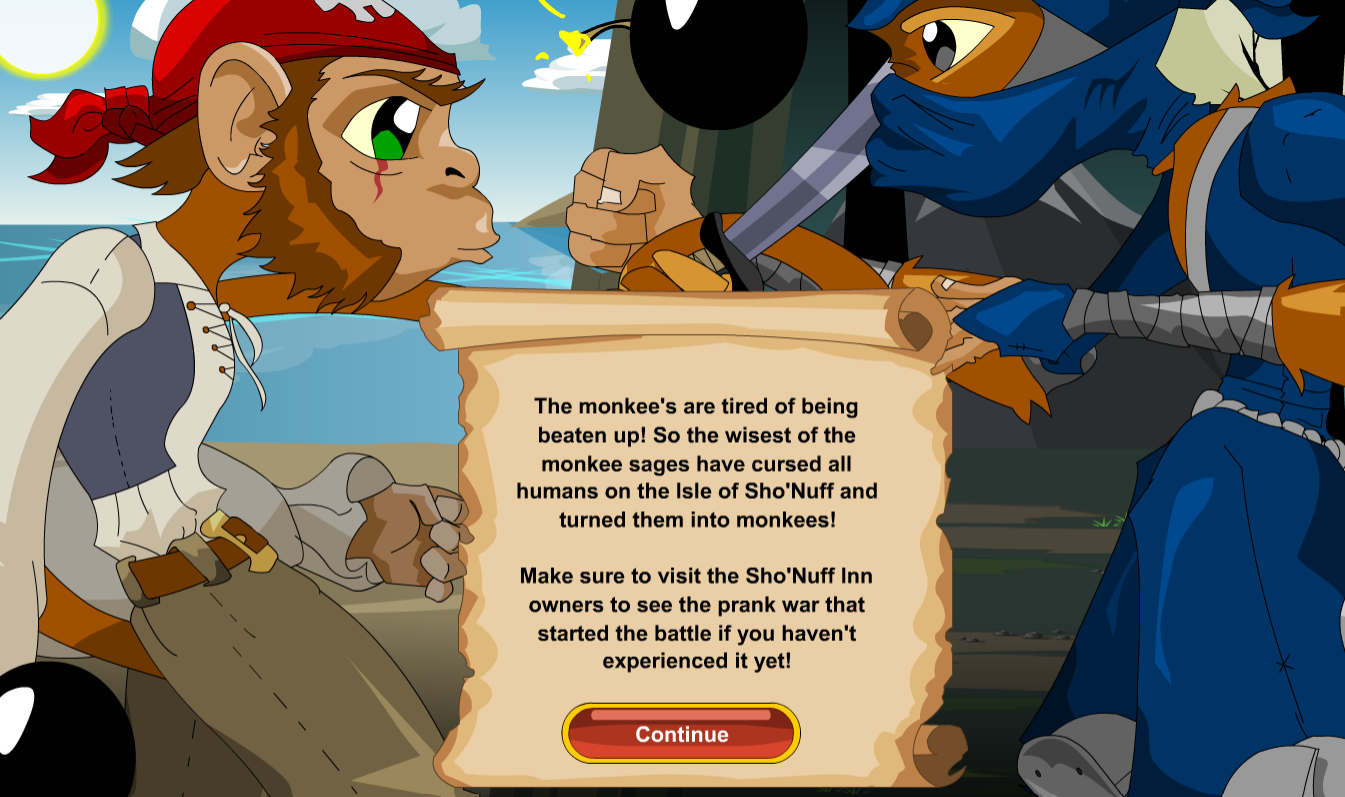 The monkee's are tired of being
beaten up! So the wisest of the
monkee sages have cursed all
humans on the Isle of Sho'Nuff and
turned them into monkees!
Make sure to visit the Sho'Nuff Inn
owners to see the prank war that
started the battle if you haven't
experienced it yet!
Continue